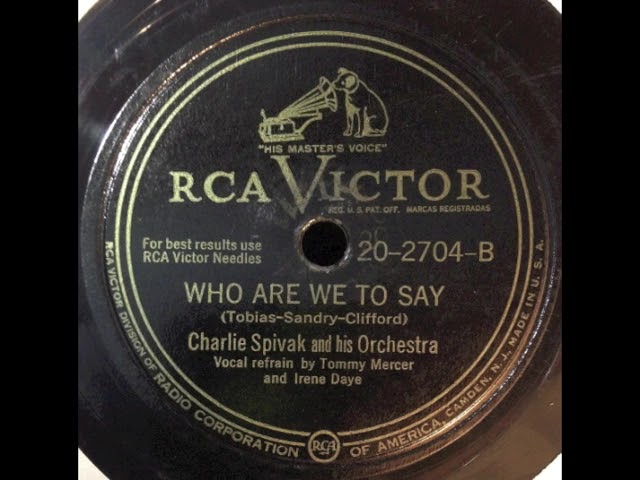 "HIS MASTER'S VOICE"
RCA VICTOR
REG. U. S. PAT. OFF. MARCAS REGISTRADAS
For best results use
RCA Victor Needles
20-2704-B
WHO ARE WE TO SAY
(Tobias-Sandry-Clifford)
Charlie Spivak and his Orchestra
Vocal refrain by Tommy Mercer
and Irene Daye
RCA VICTOR DIVISION OF RADIO CORPORATION OF AMERICA, CAMDEN, N. J. MADE IN U. S. A.
RCA